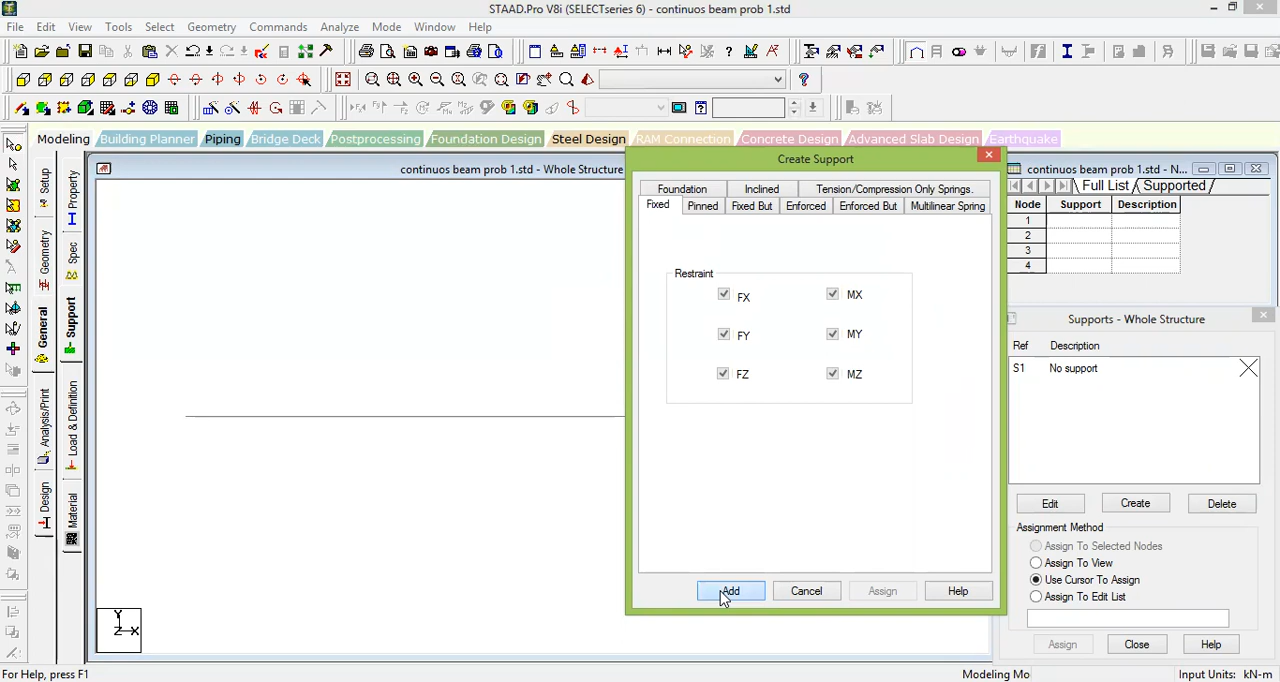 STAAD.Pro V8i (SELECTseries 6) - continuos beam prob 1.std
File Edit View Tools Select Geometry Commands Analyze Mode Window Help
Modeling Building Planner Piping Bridge Deck Postprocessing Foundation Design Steel Design RAM Connection Concrete Design Advanced Slab Design Earthquake
continuos beam prob 1.std - Whole Structure
Create Support
Foundation Inclined Tension/Compression Only Springs.
Fixed Pinned Fixed But Enforced Enforced But Multilinear Spring
Restraint
FX MX
FY MY
FZ MZ
Add Cancel Assign Help
continuos beam prob 1.std - N...
Full List Supported
Node Support Description
1
2
3
4
Supports - Whole Structure
Ref Description
S1 No support
Edit Create Delete
Assignment Method
Assign To Selected Nodes
Assign To View
Use Cursor To Assign
Assign To Edit List
Assign Close Help
Setup
Geometry
General
Analysis/Print
Design
Property
Spec
Support
Load & Definition
Material
Y
Z X
For Help, press F1
Modeling Mo
Input Units: kN-m